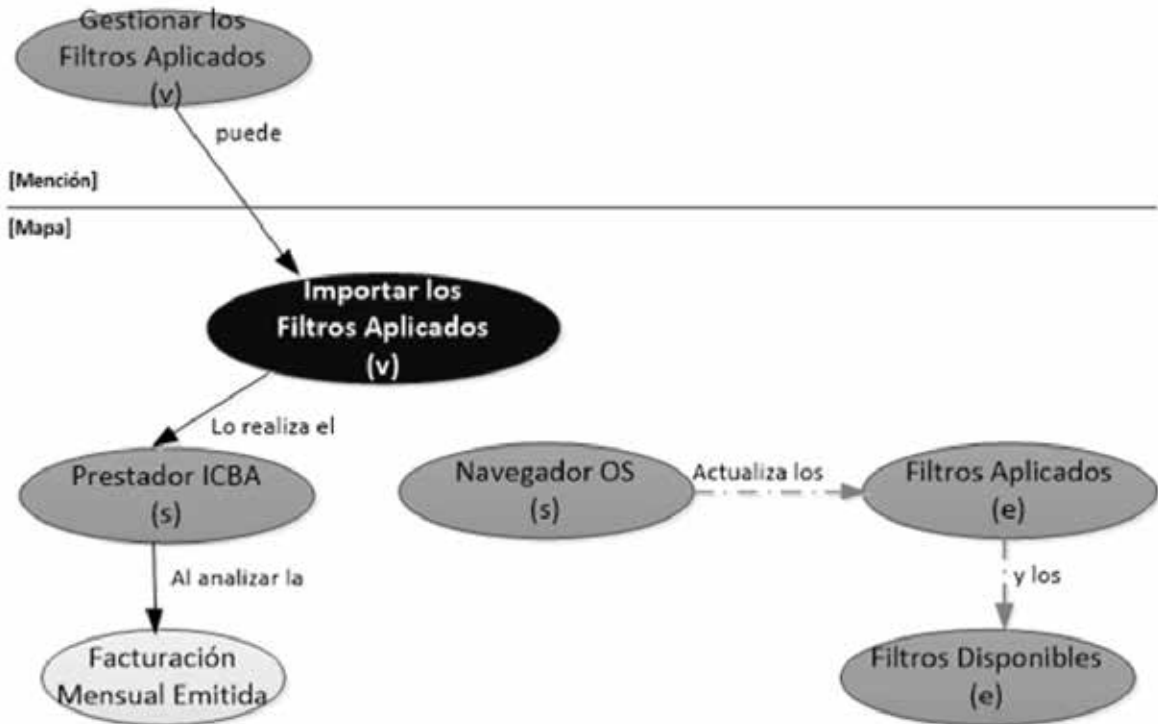 Gestionar los
Filtros Aplicados
(v)
puede
[Mención]
[Mapa]
Importar los
Filtros Aplicados
(v)
Lo realiza el
Prestador ICBA
(s)
Navegador OS
(s)
Actualiza los
Filtros Aplicados
(e)
Al analizar la
y los
Facturación
Mensual Emitida
Filtros Disponibles
(e)